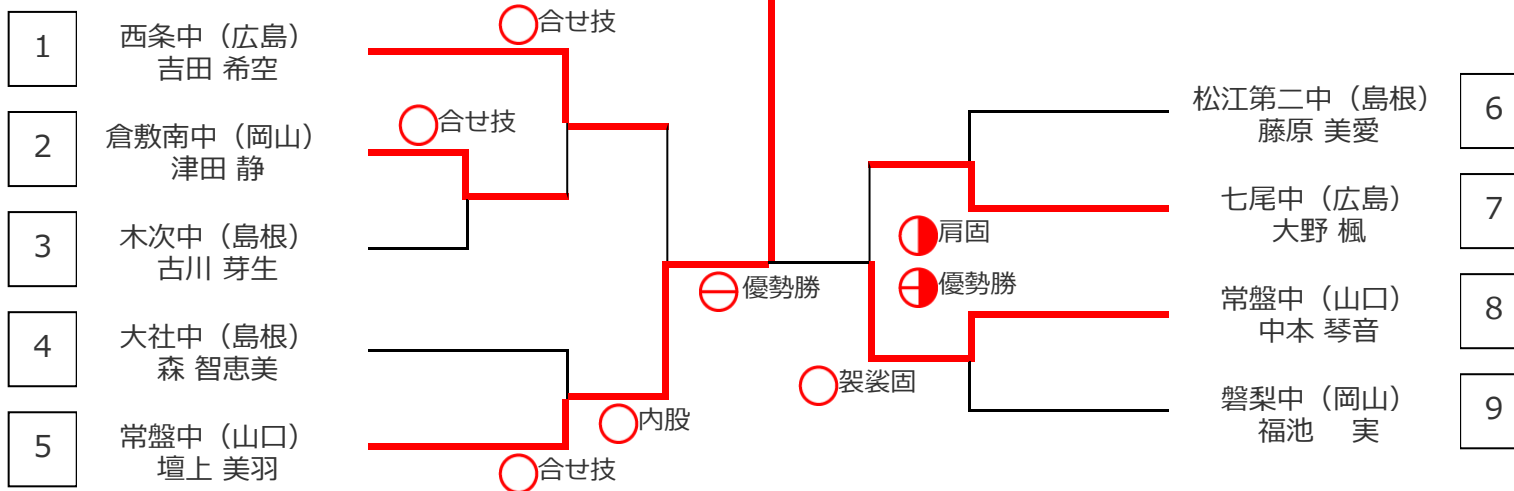 1
西条中（広島）
吉田 希空
合せ技
2
倉敷南中（岡山）
津田 静
合せ技
3
木次中（島根）
古川 芽生
4
大社中（島根）
森 智恵美
5
常盤中（山口）
壇上 美羽
合せ技
内股
優勢勝
松江第二中（島根）
藤原 美愛
6
七尾中（広島）
大野 楓
7
肩固
優勢勝
常盤中（山口）
中本 琴音
8
袈裟固
磐梨中（岡山）
福池　実
9